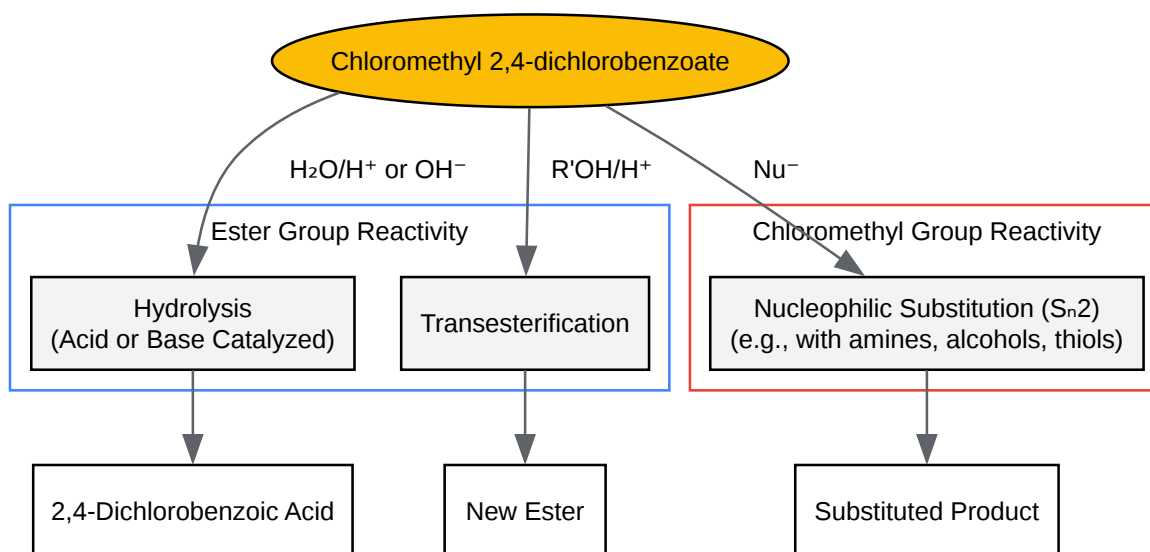 Chloromethyl 2,4-dichlorobenzoate
H₂O/H⁺ or OH⁻
R'OH/H⁺
Nu⁻
Ester Group Reactivity
Chloromethyl Group Reactivity
Hydrolysis
(Acid or Base Catalyzed)
Transesterification
Nucleophilic Substitution (Sₙ2)
(e.g., with amines, alcohols, thiols)
2,4-Dichlorobenzoic Acid
New Ester
Substituted Product